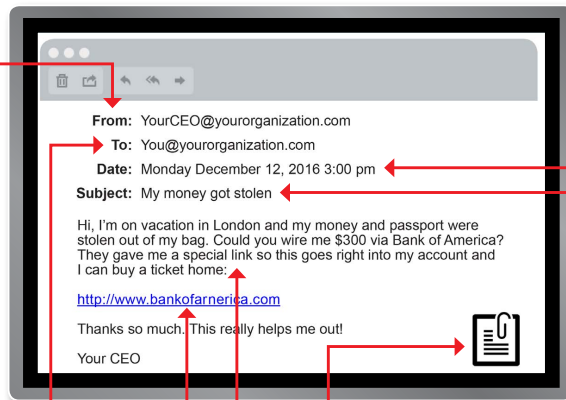 From: YourCEO@yourorganization.com
To: You@yourorganization.com
Date: Monday December 12, 2016 3:00 pm
Subject: My money got stolen
Hi, I'm on vacation in London and my money and passport were
stolen out of my bag. Could you wire me $300 via Bank of America?
They gave me a special link so this goes right into my account and
I can buy a ticket home:
http://www.bankofarnerica.com
Thanks so much. This really helps me out!
Your CEO